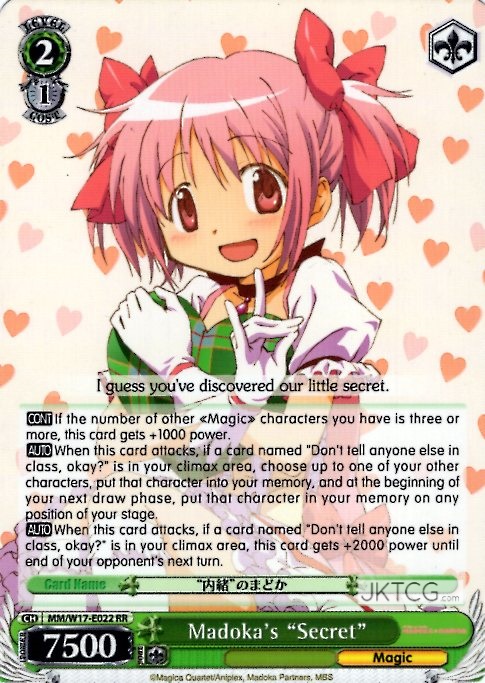 LEVEL
2
1
COST
I guess you've discovered our little secret.
CONT If the number of other «Magic» characters you have is three or
more, this card gets +1000 power.
AUTO When this card attacks, if a card named "Don't tell anyone else in
class, okay?" is in your climax area, choose up to one of your other
characters, put that character into your memory, and at the beginning of
your next draw phase, put that character in your memory on any
position of your stage.
AUTO When this card attacks, if a card named "Don't tell anyone else in
class, okay?" is in your climax area, this card gets +2000 power until
end of your opponent's next turn.
Card Name
“内緒”のまどか
JKTCG.com
CH MM/W17-E022 RR
POWER 7500
Madoka's “Secret”
Magic
©Magica Quartet/Aniplex, Madoka Partners, MBS